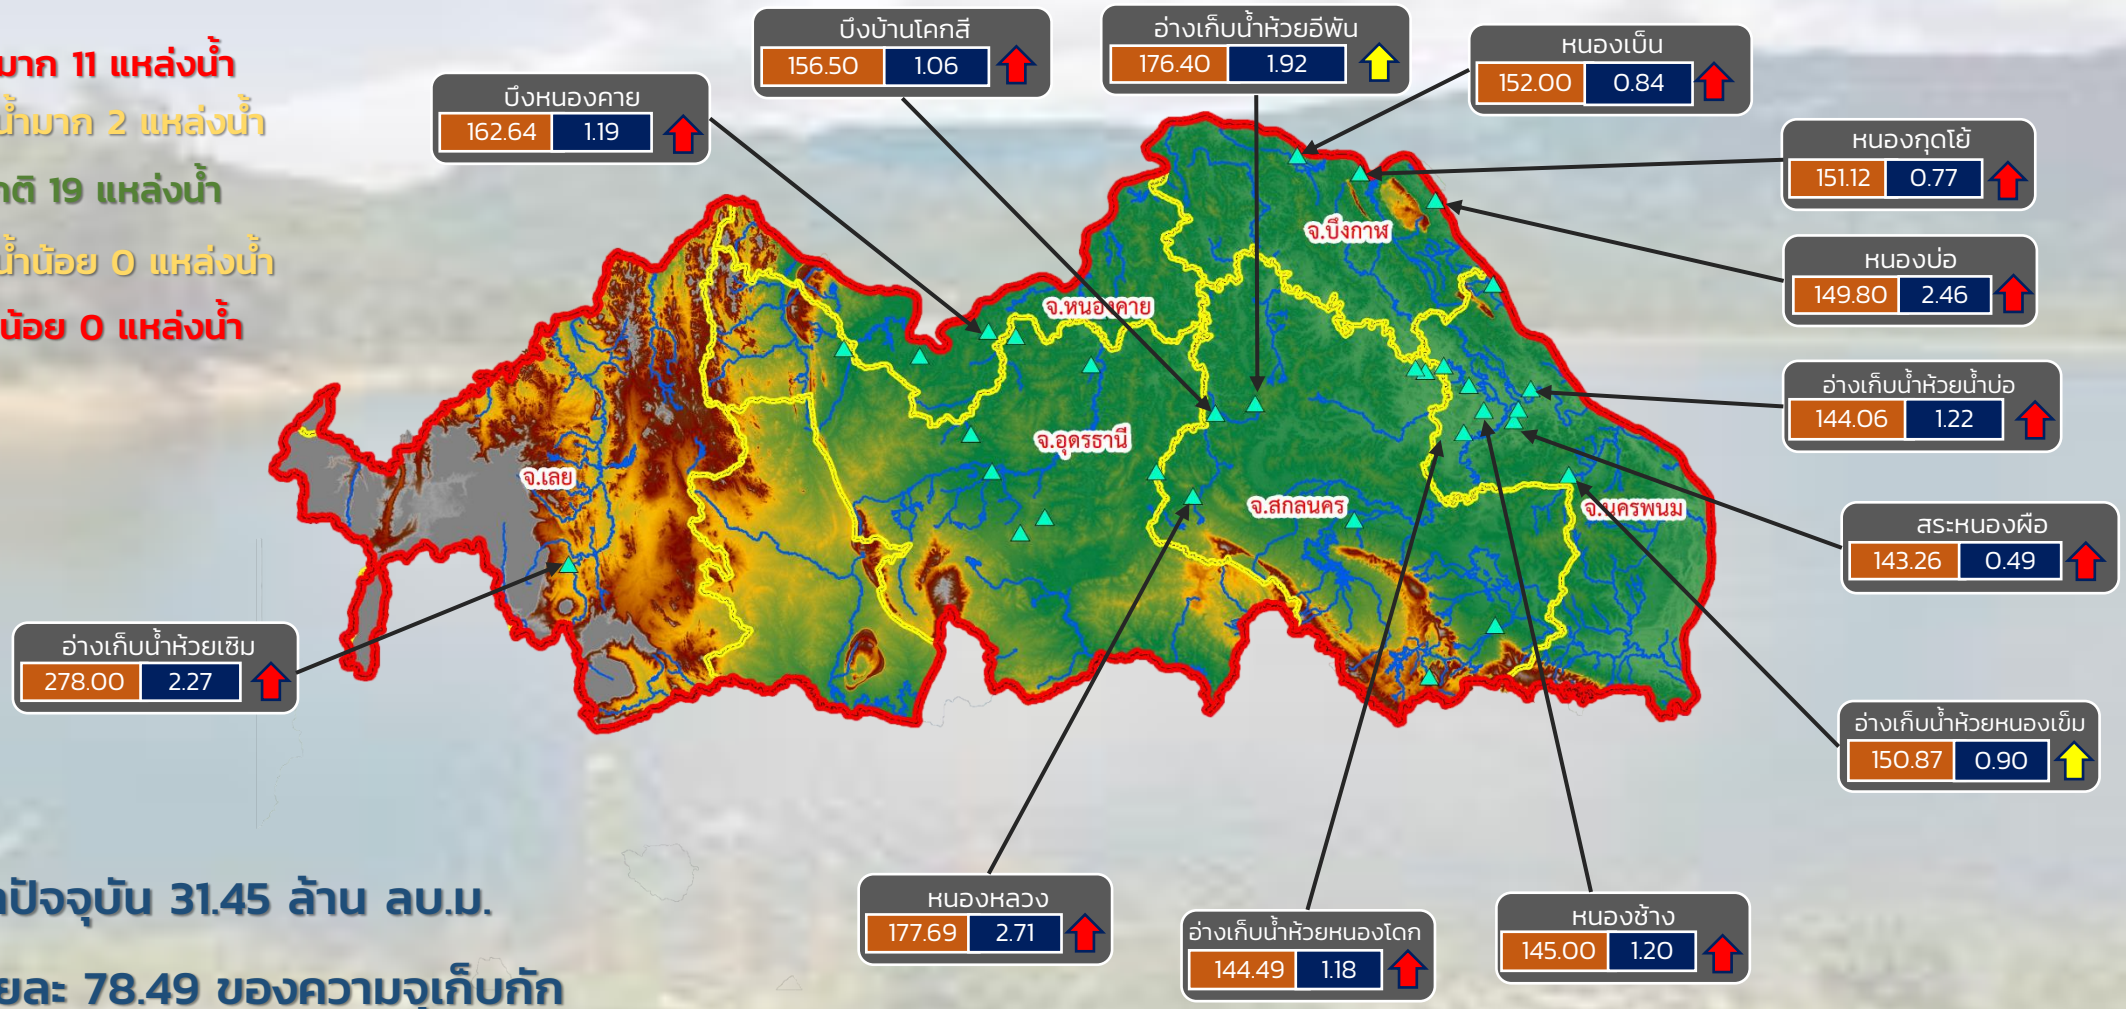 มาก 11 แหล่งน้ำ
น้ำมาก 2 แหล่งน้ำ
กติ 19 แหล่งน้ำ
น้ำน้อย 0 แหล่งน้ำ
น้อย 0 แหล่งน้ำ
บึงหนองคาย
162.64 1.19
บึงบ้านโคกสี
156.50 1.06
อ่างเก็บน้ำห้วยอีพัน
176.40 1.92
หนองเบ็น
152.00 0.84
หนองกุดโย้
151.12 0.77
หนองบ่อ
149.80 2.46
อ่างเก็บน้ำห้วยน้ำบ่อ
144.06 1.22
สระหนองผือ
143.26 0.49
อ่างเก็บน้ำห้วยหนองเข็ม
150.87 0.90
จ.บึงกาฬ
จ.หนองคาย
จ.อุดรธานี
จ.เลย
จ.สกลนคร
จ.นครพนม
อ่างเก็บน้ำห้วยเซิม
278.00 2.27
หนองหลวง
177.69 2.71
อ่างเก็บน้ำห้วยหนองโดก
144.49 1.18
หนองช้าง
145.00 1.20
ปัจจุบัน 31.45 ล้าน ลบ.ม.
ยละ 78.49 ของความจุเก็บกัก